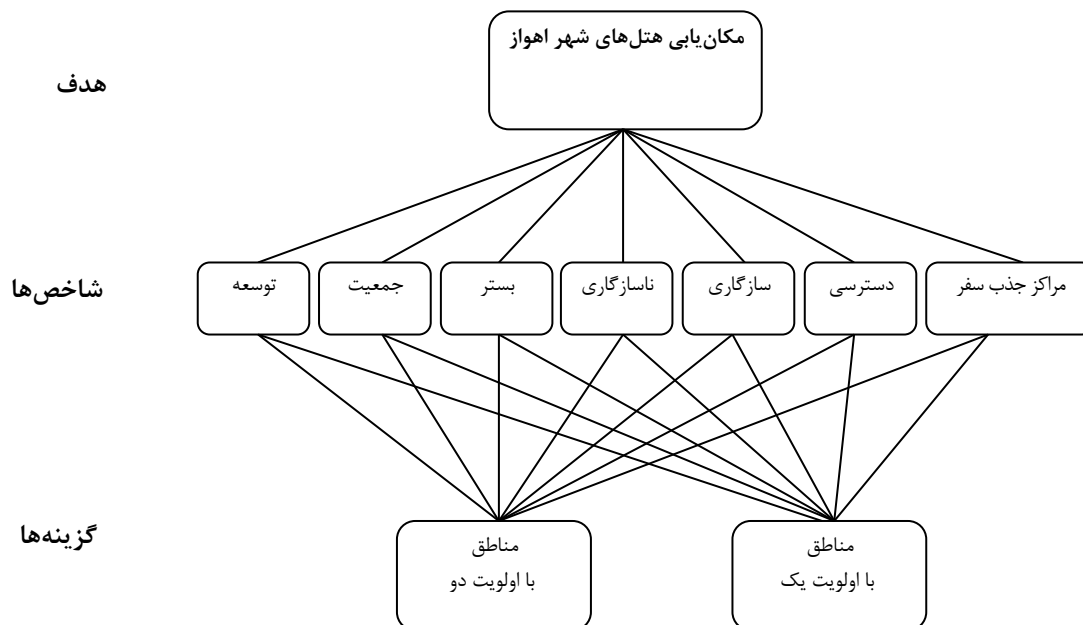 مکان‌یابی هتل‌های شهر اهواز
هدف
شاخص‌ها
مراکز جذب سفر
دسترسی
سازگاری
ناسازگاری
بستر
جمعیت
توسعه
گزینه‌ها
مناطق
با اولویت یک
مناطق
با اولویت دو